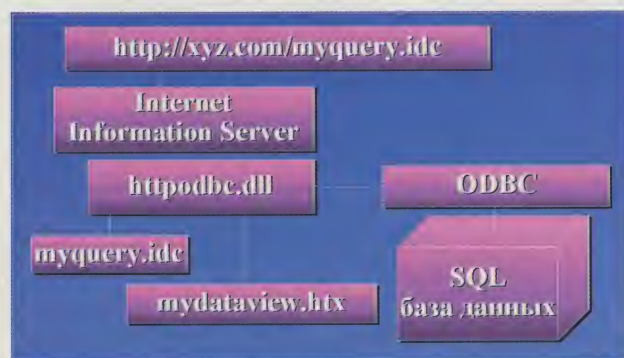 http://xyz.com/myquery.idc
Internet
Information Server
httpodbc.dll
ODBC
myquery.idc
mydataview.htx
SQL
база данных